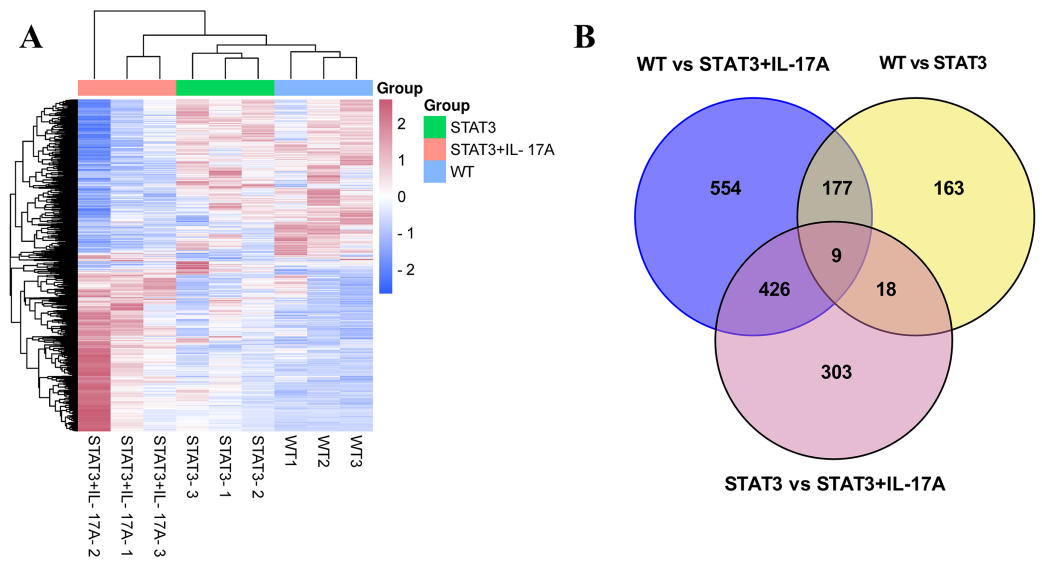 A
Group
2
1
0
- 1
- 2
Group
STAT3
STAT3+IL- 17A
WT
STAT3+IL- 17A- 2
STAT3+IL- 17A- 1
STAT3+IL- 17A- 3
STAT3- 3
STAT3- 1
STAT3- 2
WT1
WT2
WT3
B
WT vs STAT3+IL-17A
WT vs STAT3
554
177
163
9
426
18
303
STAT3 vs STAT3+IL-17A